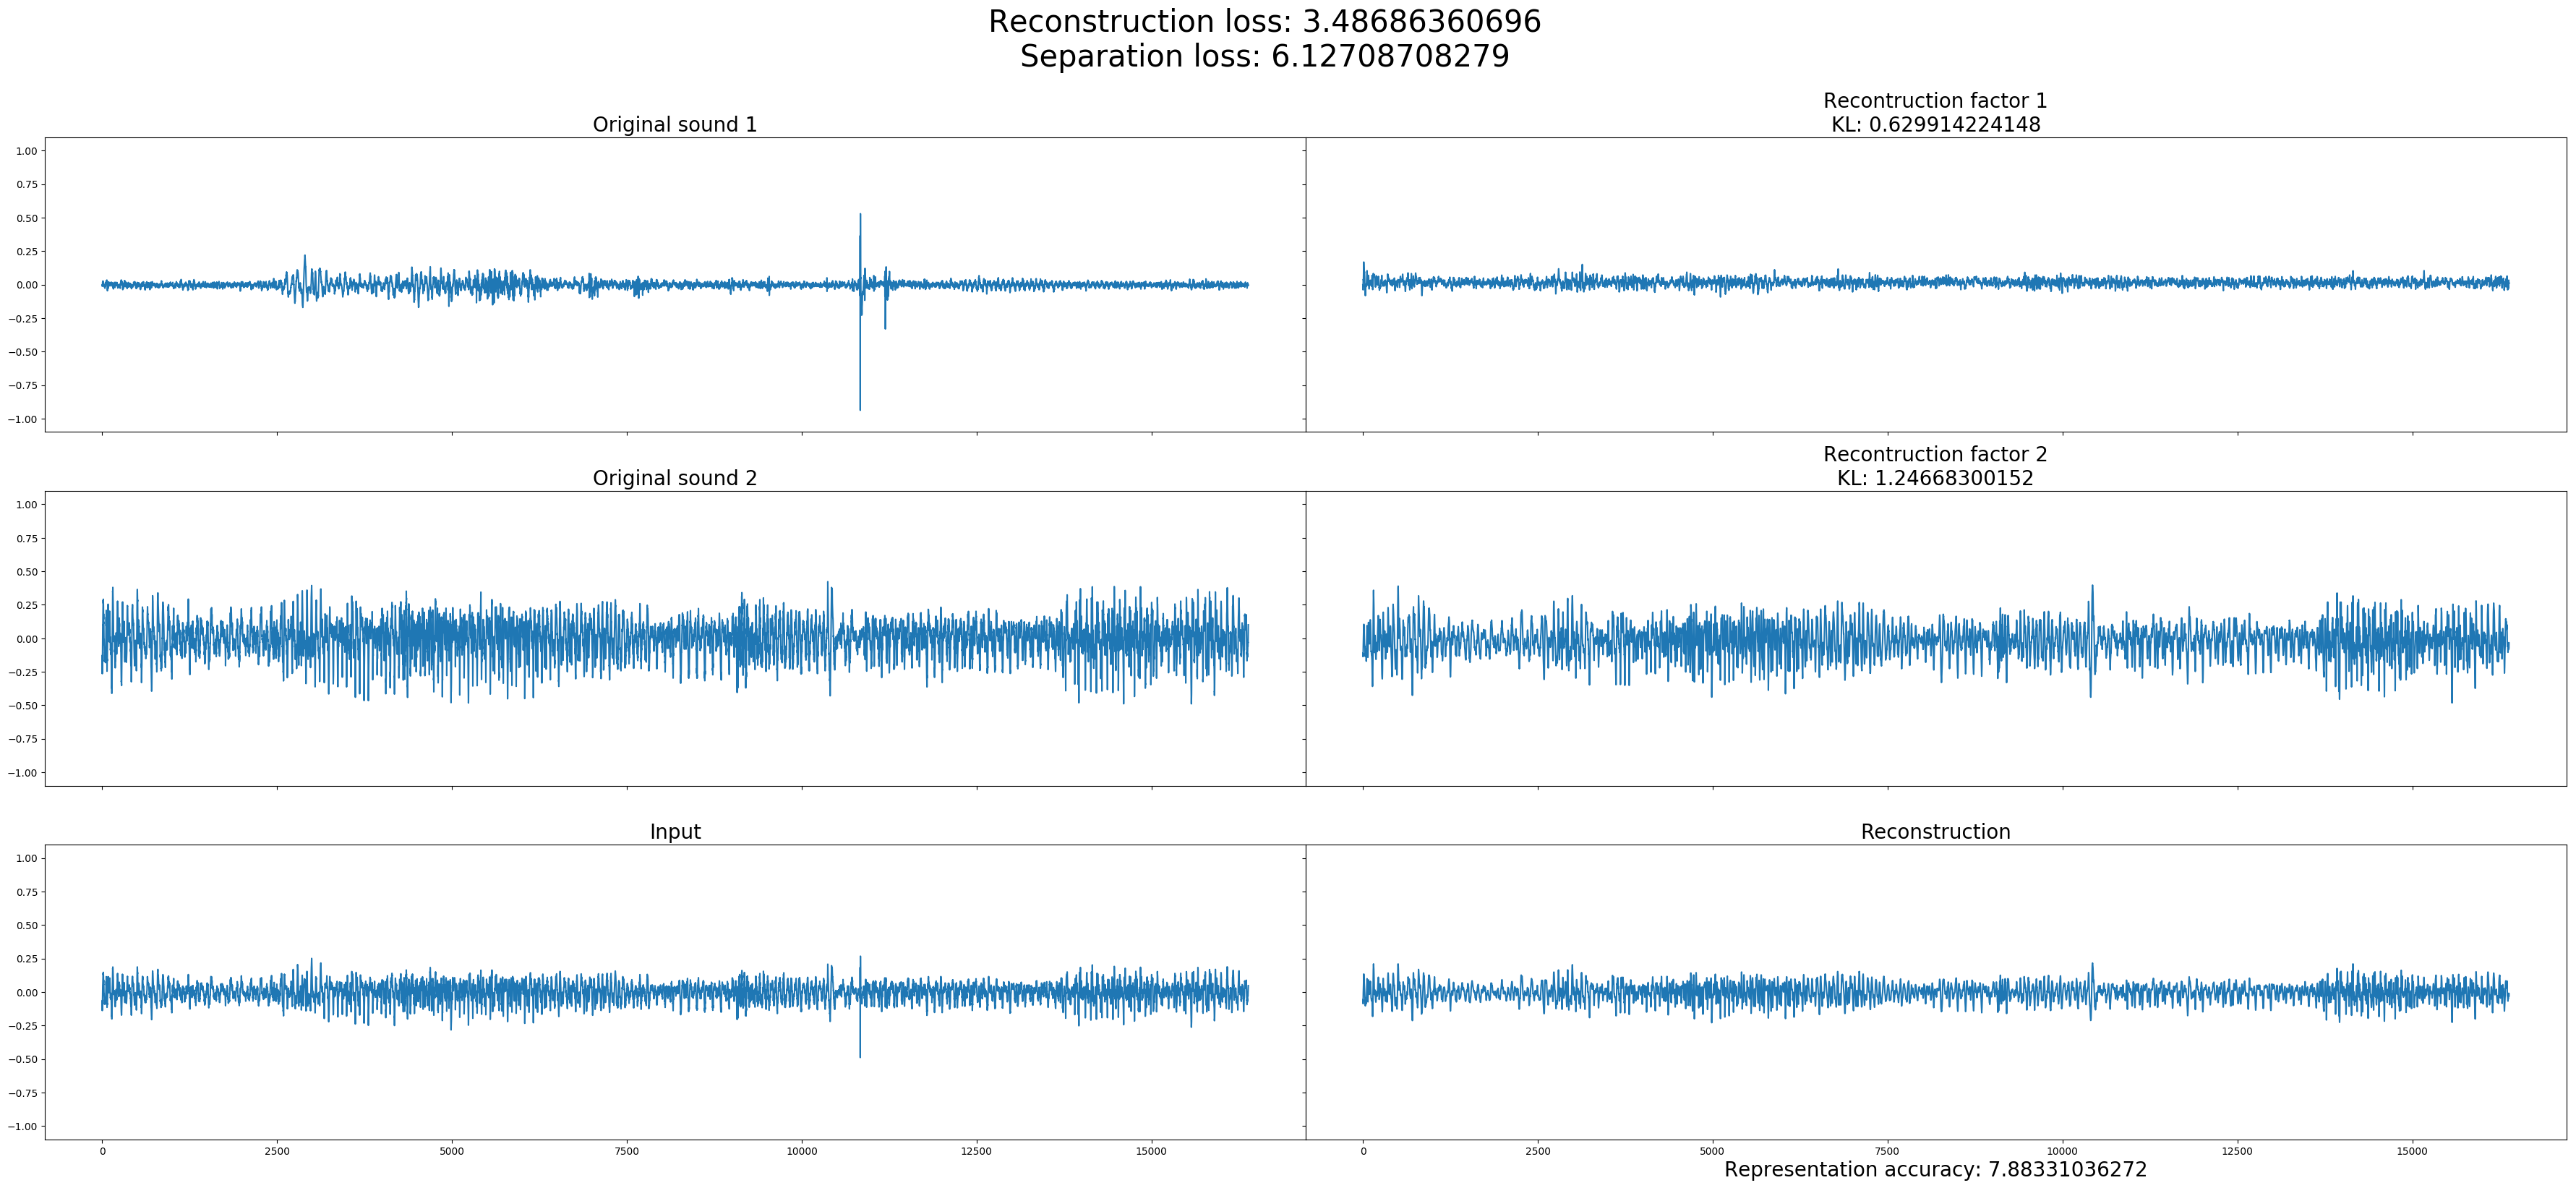 Reconstruction loss: 3.48686360696
Separation loss: 6.12708708279
Original sound 1
Recontruction factor 1
KL: 0.629914224148
1.00
0.75
0.50
0.25
0.00
−0.25
−0.50
−0.75
−1.00
Original sound 2
Recontruction factor 2
KL: 1.24668300152
1.00
0.75
0.50
0.25
0.00
−0.25
−0.50
−0.75
−1.00
Input
Reconstruction
1.00
0.75
0.50
0.25
0.00
−0.25
−0.50
−0.75
−1.00
0 2500 5000 7500 10000 12500 15000
0 2500 5000 7500 10000 12500 15000
Representation accuracy: 7.88331036272